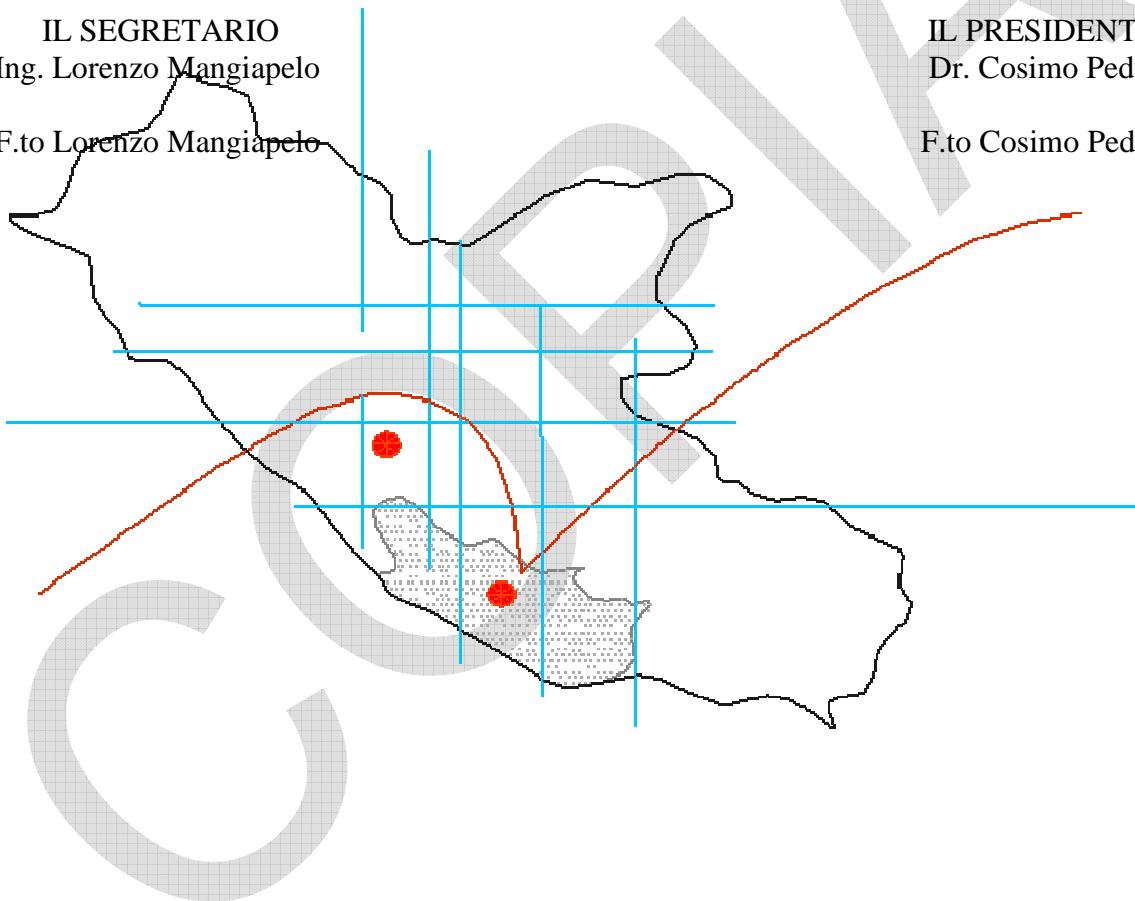 IL SEGRETARIO
Ing. Lorenzo Mangiapelo
F.to Lorenzo Mangiapelo
IL PRESIDENT
Dr. Cosimo Ped
F.to Cosimo Ped
COPIA